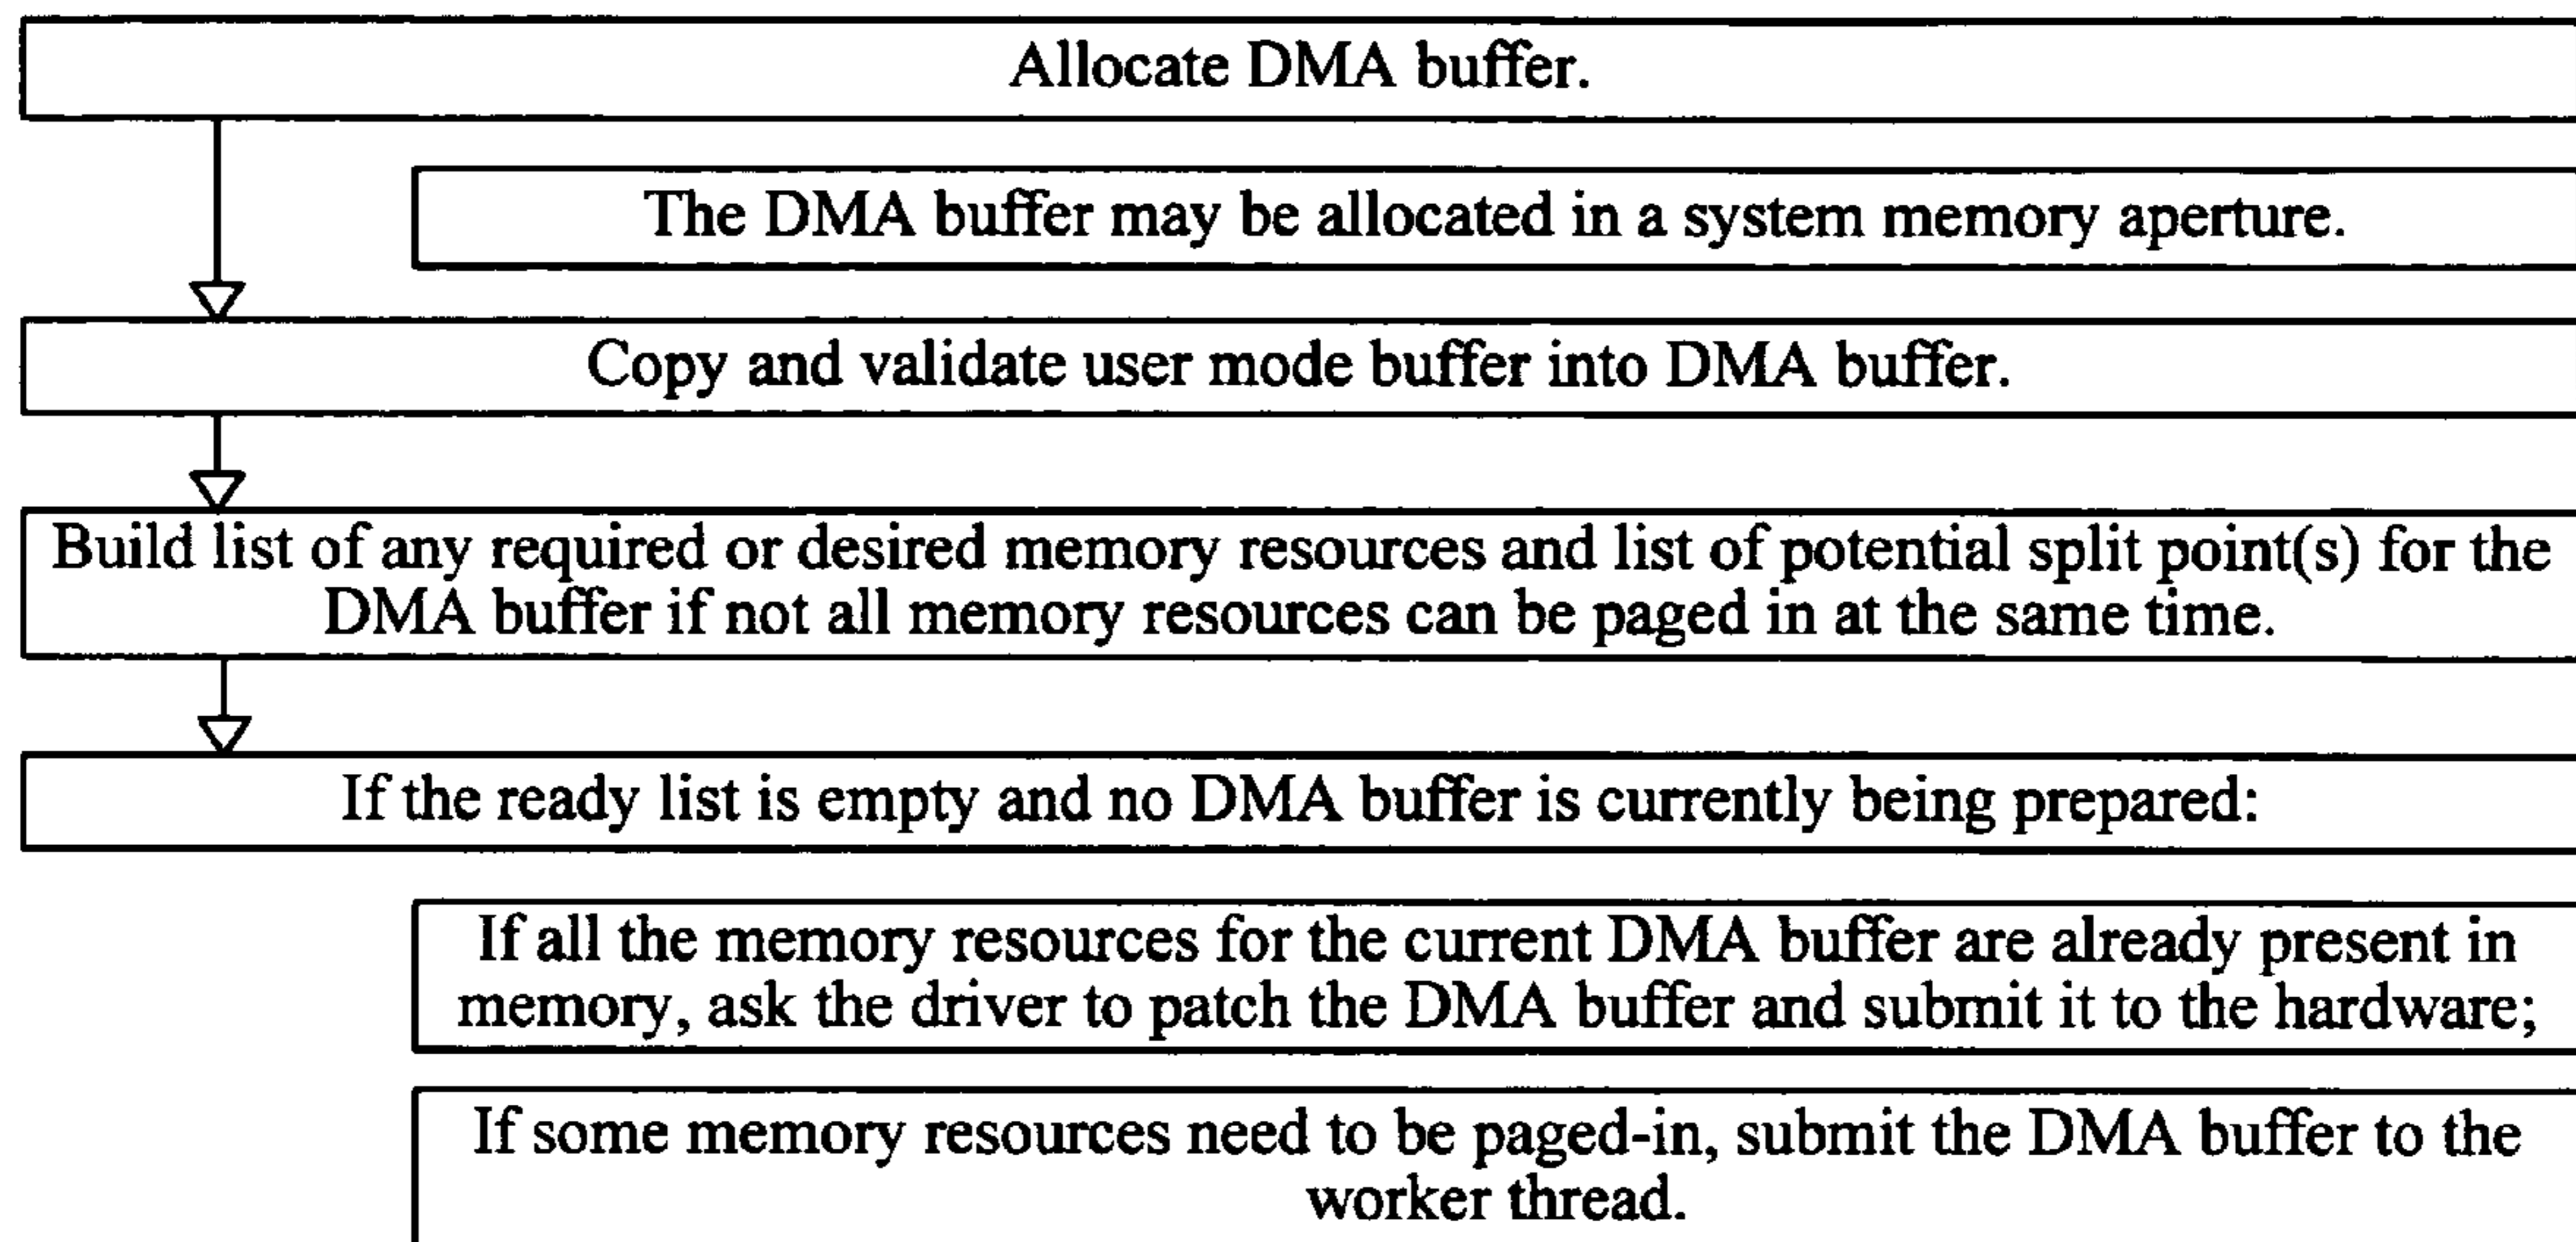 Allocate DMA buffer.
The DMA buffer may be allocated in a system memory aperture.
Copy and validate user mode buffer into DMA buffer.
Build list of any required or desired memory resources and list of potential split point(s) for the
DMA buffer if not all memory resources can be paged in at the same time.
If the ready list is empty and no DMA buffer is currently being prepared:
If all the memory resources for the current DMA buffer are already present in
memory, ask the driver to patch the DMA buffer and submit it to the hardware;
If some memory resources need to be paged-in, submit the DMA buffer to the
worker thread.